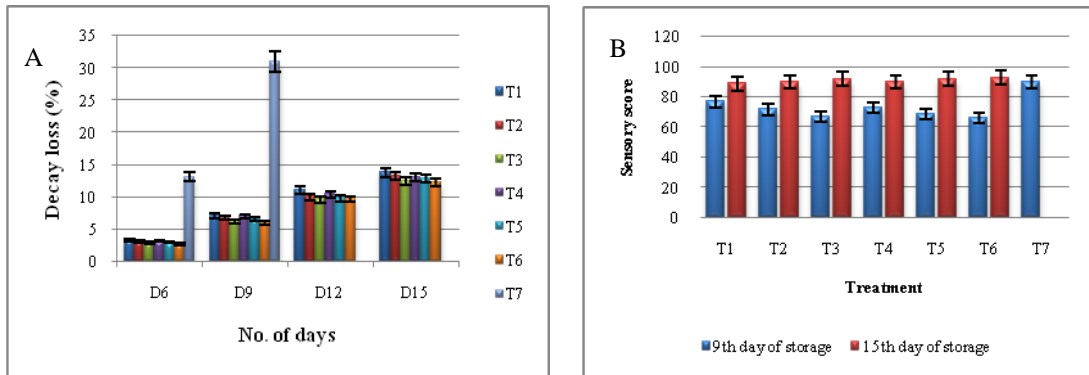 A
Decay loss (%)
35
30
25
20
15
10
5
0
D6 D9 D12 D15
No. of days
T1
T2
T3
T4
T5
T6
T7
B
Sensory score
120
100
80
60
40
20
0
T1 T2 T3 T4 T5 T6 T7
Treatment
9th day of storage 15th day of storage